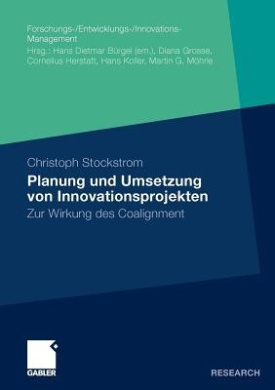 Forschungs-/Entwicklungs-/Innovations-
Management
Hrsg.: Hans Dietmar Bürgel (em.), Diana Grosse,
Cornelius Herstatt, Hans Koller, Martin G. Möhrle
Christoph Stockstrom
Planung und Umsetzung
von Innovationsprojekten
Zur Wirkung des Coalignment
GABLER
RESEARCH